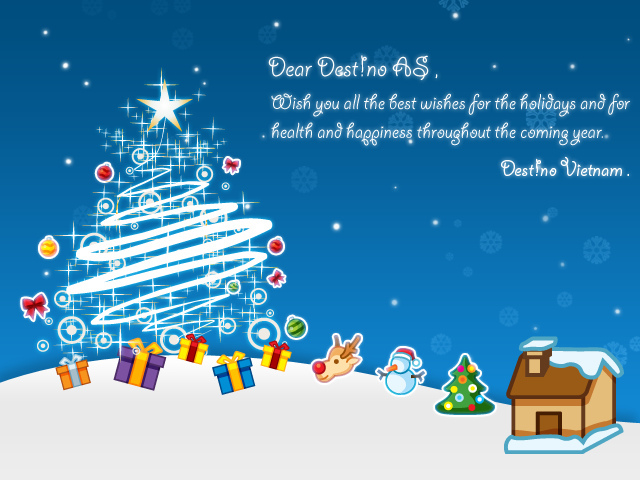 Dear Dest!no AS ,
Wish you all the best wishes for the holidays and for
health and happiness throughout the coming year.
Dest!no Vietnam .